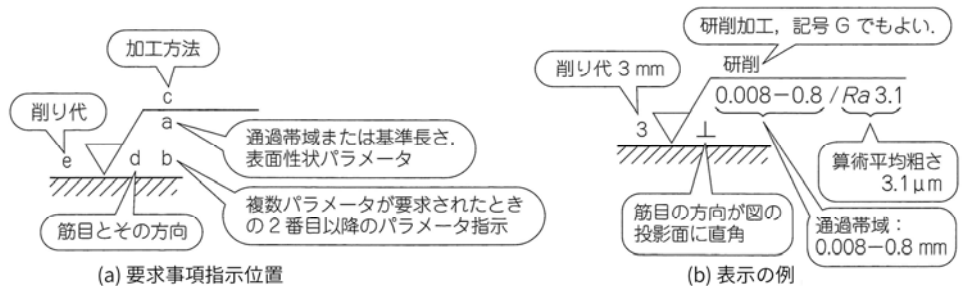 加工方法
c
削り代
a
通過帯域または基準長さ．
表面性状パラメータ
e
d
b
複数パラメータが要求されたとき
の2番目以降のパラメータ指示
筋目とその方向
(a) 要求事項指示位置
研削加工，記号 G でもよい．
削り代 3 mm
研削
0.008−0.8 / Ra 3.1
3
⊥
算術平均粗さ
3.1μm
筋目の方向が図の
投影面に直角
通過帯域：
0.008−0.8 mm
(b) 表示の例